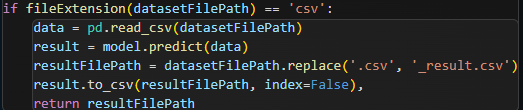 if fileExtension(datasetFilePath) == 'csv':
    data = pd.read_csv(datasetFilePath)
    result = model.predict(data)
    resultFilePath = datasetFilePath.replace('.csv', '_result.csv')
    result.to_csv(resultFilePath, index=False),
    return resultFilePath